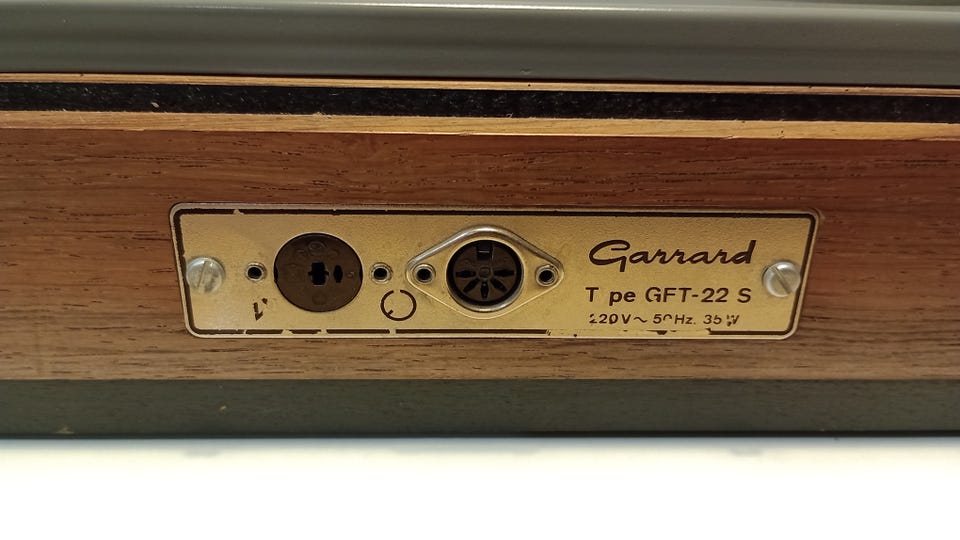 Garrard
T pe GFT-22 S
220V~ 50Hz. 35W